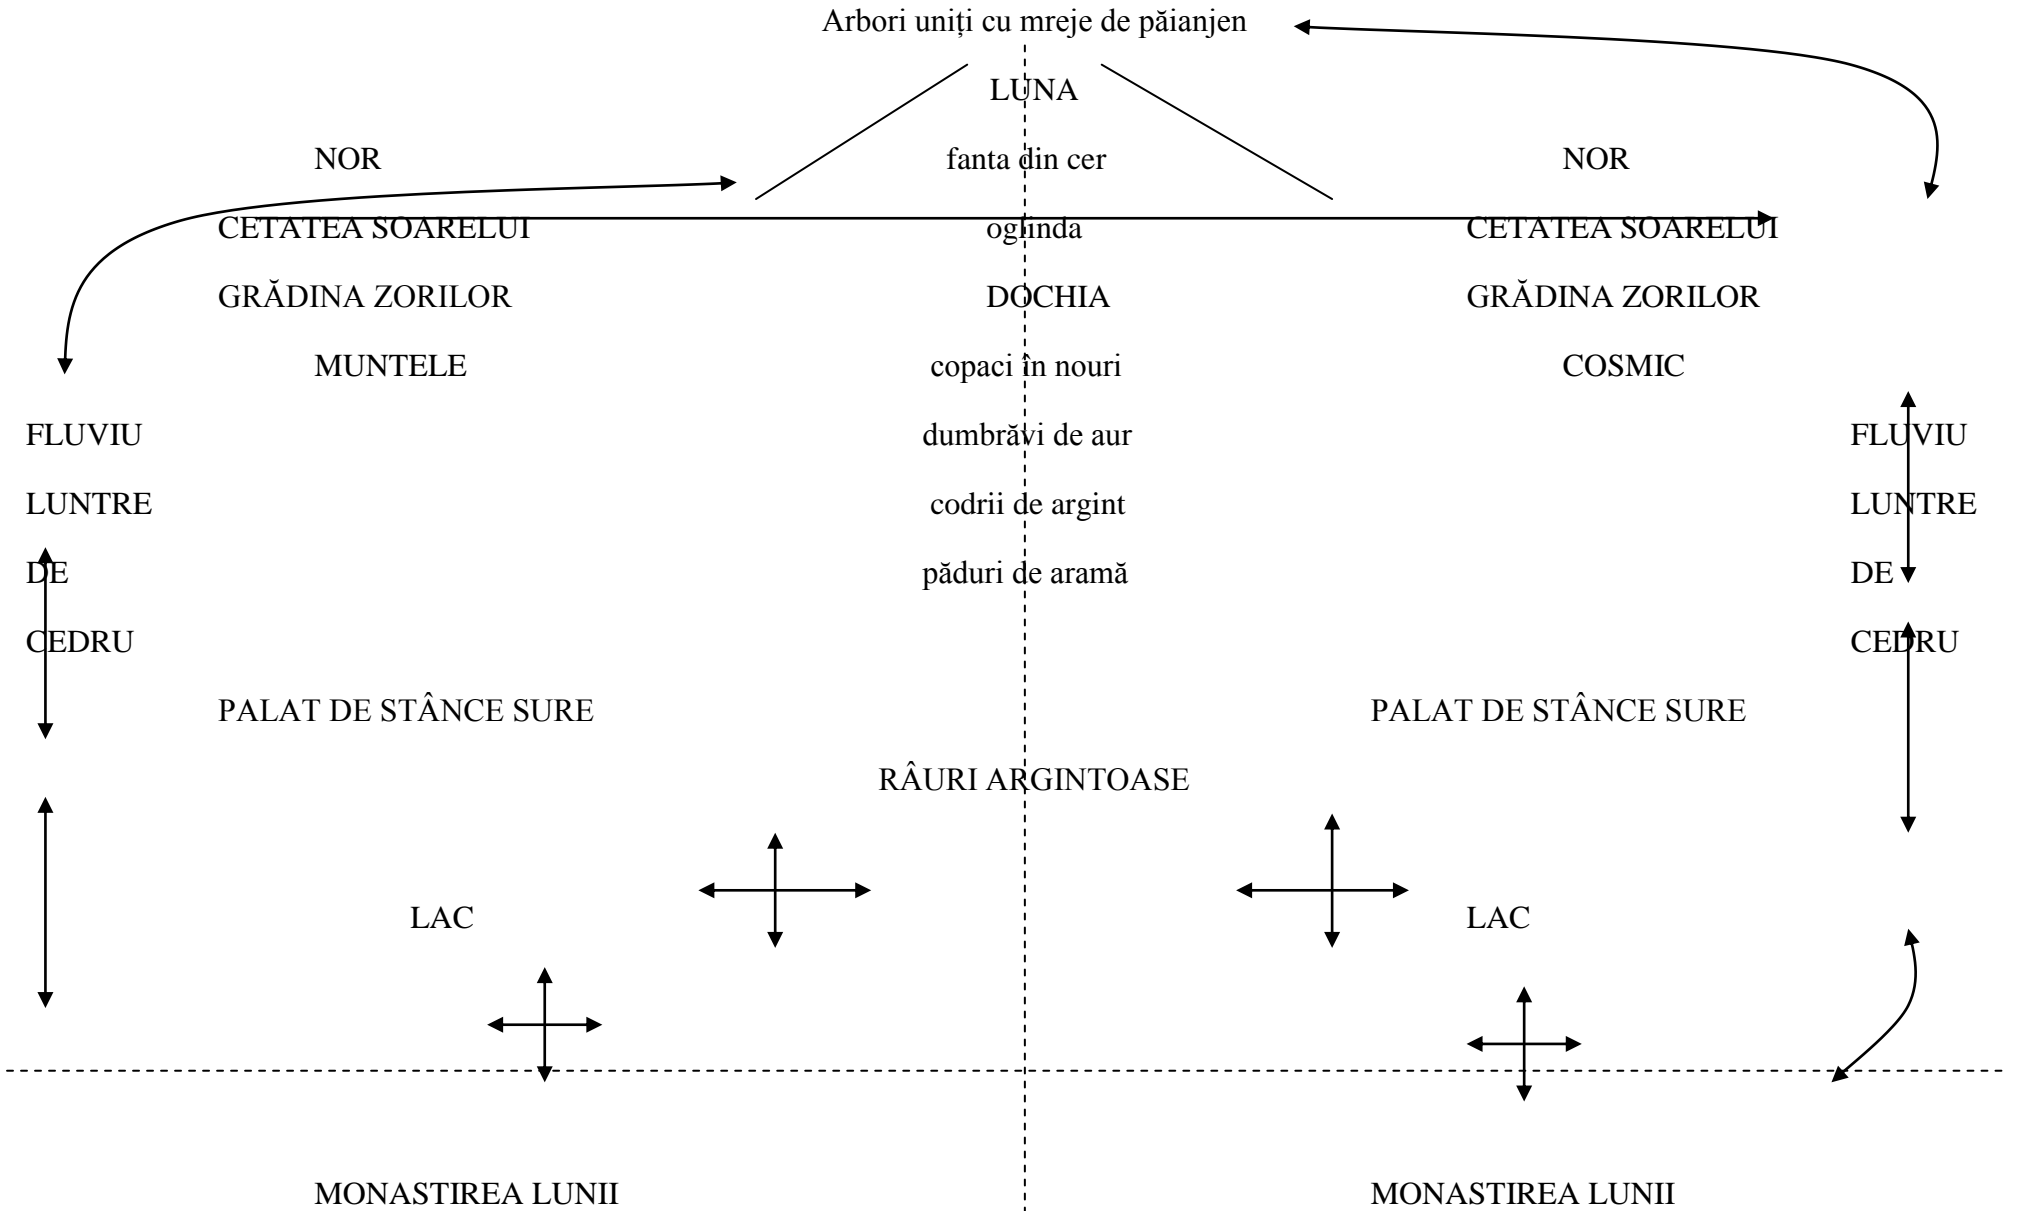 Arbori uniți cu mreje de păianjen
LUNA
NOR fanta din cer NOR
CETATEA SOARELUI oglinda CETATEA SOARELUI
GRĂDINA ZORILOR DOCHIA GRĂDINA ZORILOR
MUNTELE copaci în nouri COSMIC
FLUVIU dumbrăvi de aur FLUVIU
LUNTRE codrii de argint LUNTRE
DE păduri de aramă DE
CEDRU CEDRU
PALAT DE STÂNCE SURE PALAT DE STÂNCE SURE
RÂURI ARGINTOASE
LAC LAC
MONASTIREA LUNII MONASTIREA LUNII